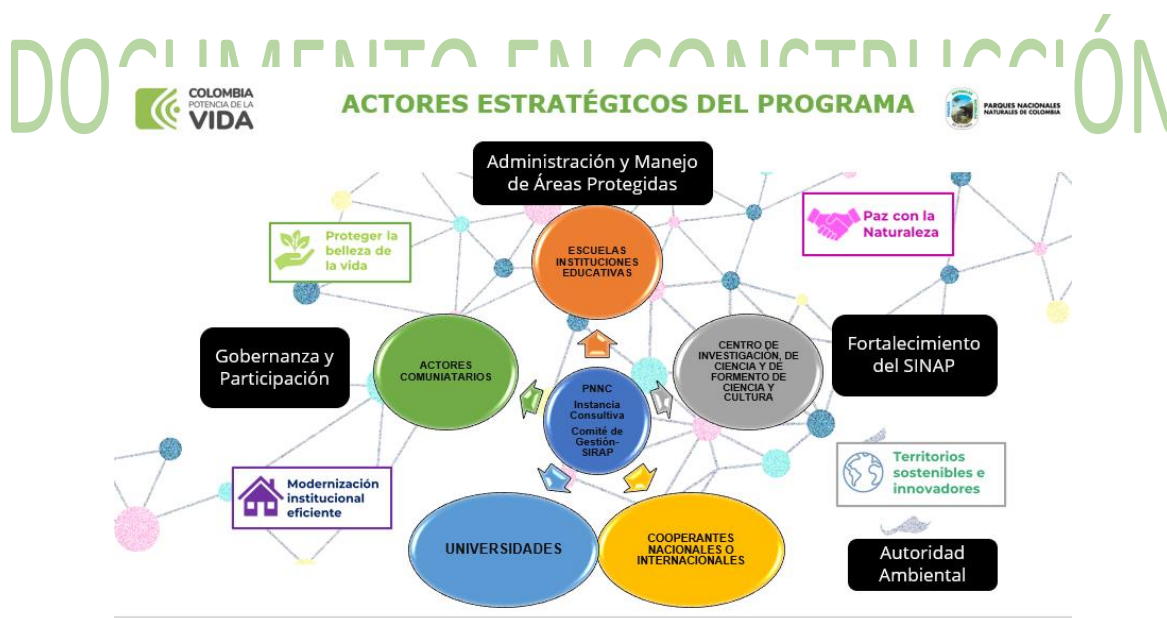 DOCUMENTO EN CONSTRUCCIÓN
COLOMBIA
POTENCIA DE LA
VIDA
ACTORES ESTRATÉGICOS DEL PROGRAMA
PARQUES NACIONALES
NATURALES DE COLOMBIA
Administración y Manejo
de Áreas Protegidas
Proteger la
belleza de
la vida
ESCUELAS
INSTITUCIONES
EDUCATIVAS
Paz con la
Naturaleza
Gobernanza y
Participación
ACTORES
COMUNIATARIOS
CENTRO DE
INVESTIGACIÓN, DE
CIENCIA Y DE
FORMENTO DE
CIENCIA Y
CULTURA
Fortalecimiento
del SINAP
PNNC
Instancia
Consultiva
Comité de
Gestión-
SIRAP
Modernización
institucional
eficiente
Territorios
sostenibles e
innovadores
UNIVERSIDADES
COOPERANTES
NACIONALES O
INTERNACIONALES
Autoridad
Ambiental